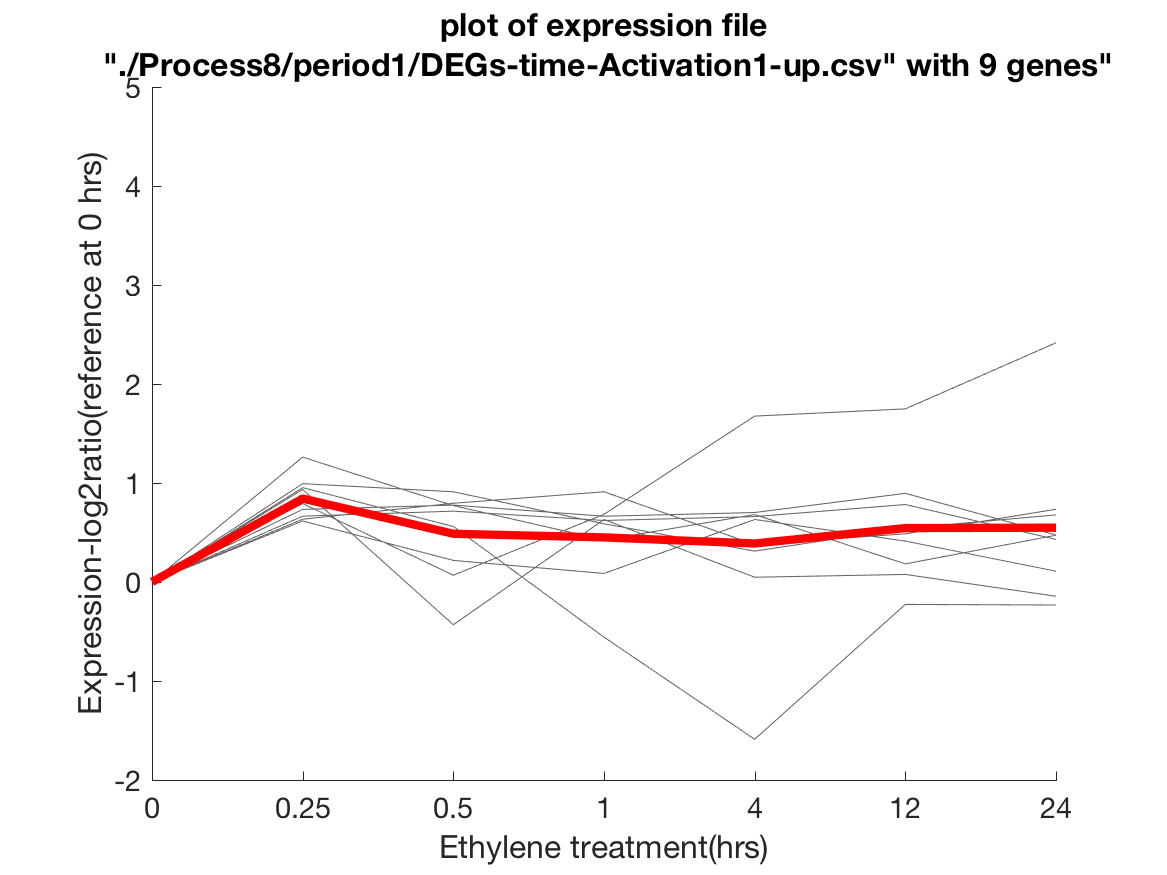 plot of expression file
"./Process8/period1/DEGs-time-Activation1-up.csv" with 9 genes"
Expression-log2ratio(reference at 0 hrs)
5
4
3
2
1
0
-1
-2
0 0.25 0.5 1 4 12 24
Ethylene treatment(hrs)